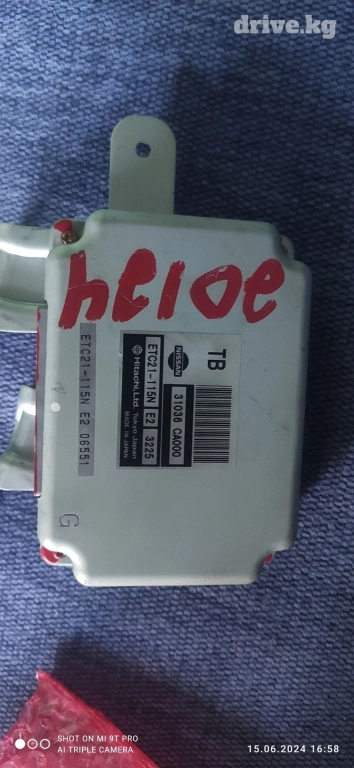 drive.kg
TB
NISSAN
31036 CA000
ETC21-115N E2 3225
Hitachi, Ltd. Tokyo Japan
MADE IN JAPAN
ETC21-115N E2 06551
G
SHOT ON MI 9T PRO
AI TRIPLE CAMERA
15.06.2024 16:58